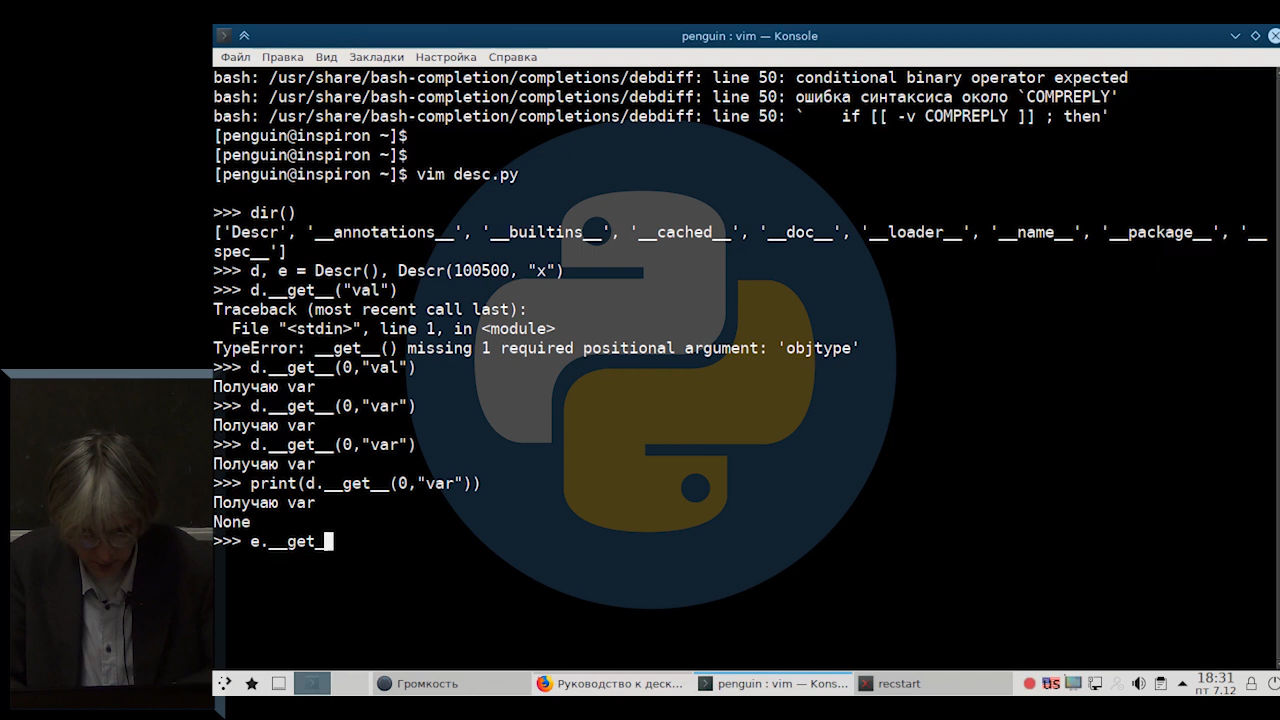 penguin : vim — Konsole
Файл Правка Вид Закладки Настройка Справка
bash: /usr/share/bash-completion/completions/debdiff: line 50: conditional binary operator expected
bash: /usr/share/bash-completion/completions/debdiff: line 50: ошибка синтаксиса около `COMPREPLY'
bash: /usr/share/bash-completion/completions/debdiff: line 50: `    if [[ -v COMPREPLY ]] ; then'
[penguin@inspiron ~]$
[penguin@inspiron ~]$
[penguin@inspiron ~]$ vim desc.py
>>> dir()
['Descr', '__annotations__', '__builtins__', '__cached__', '__doc__', '__loader__', '__name__', '__package__', '__
spec__']
>>> d, e = Descr(), Descr(100500, "x")
>>> d.__get__("val")
Traceback (most recent call last):
  File "<stdin>", line 1, in <module>
TypeError: __get__() missing 1 required positional argument: 'objtype'
>>> d.__get__(0,"val")
Получаю var
>>> d.__get__(0,"var")
Получаю var
>>> d.__get__(0,"var")
Получаю var
>>> print(d.__get__(0,"var"))
Получаю var
None
>>> e.__get_
Громкость Руководство к деск... penguin : vim — Kons... recstart us 18:31
пт 7.12